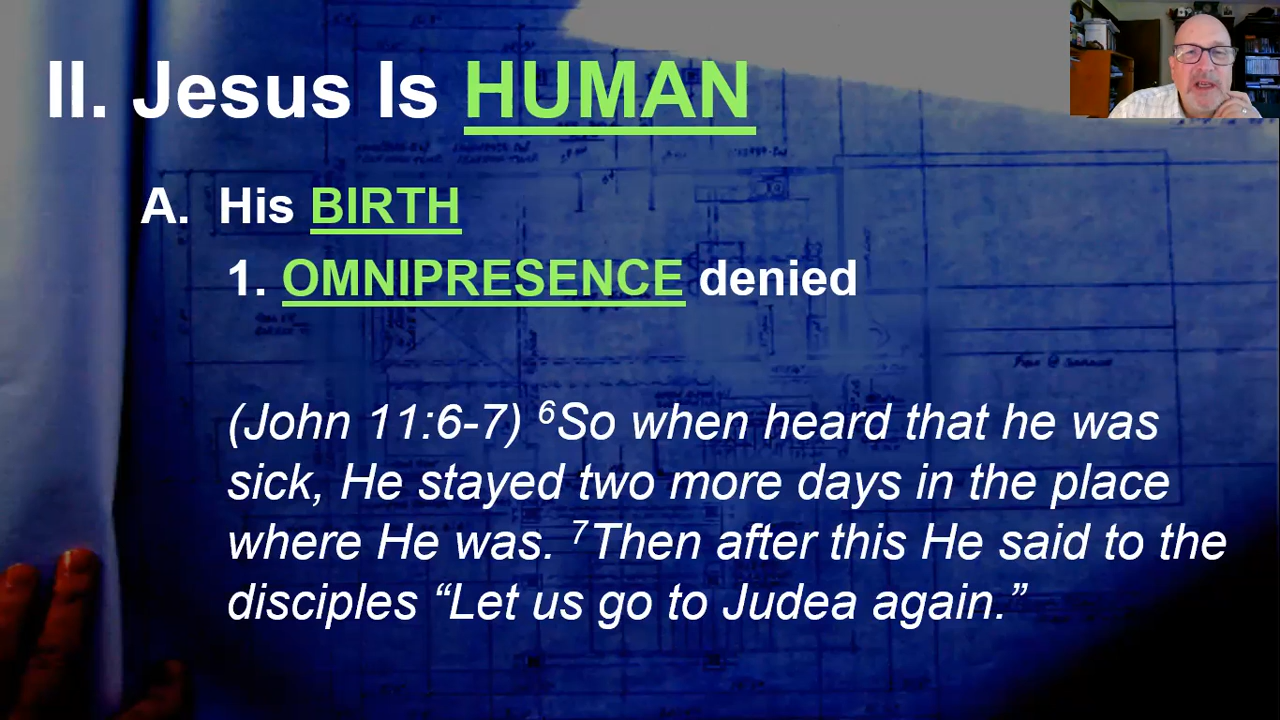 II. Jesus Is HUMAN
A. His BIRTH
1. OMNIPRESENCE denied
(John 11:6-7) 6So when heard that he was
sick, He stayed two more days in the place
where He was. 7Then after this He said to the
disciples “Let us go to Judea again.”